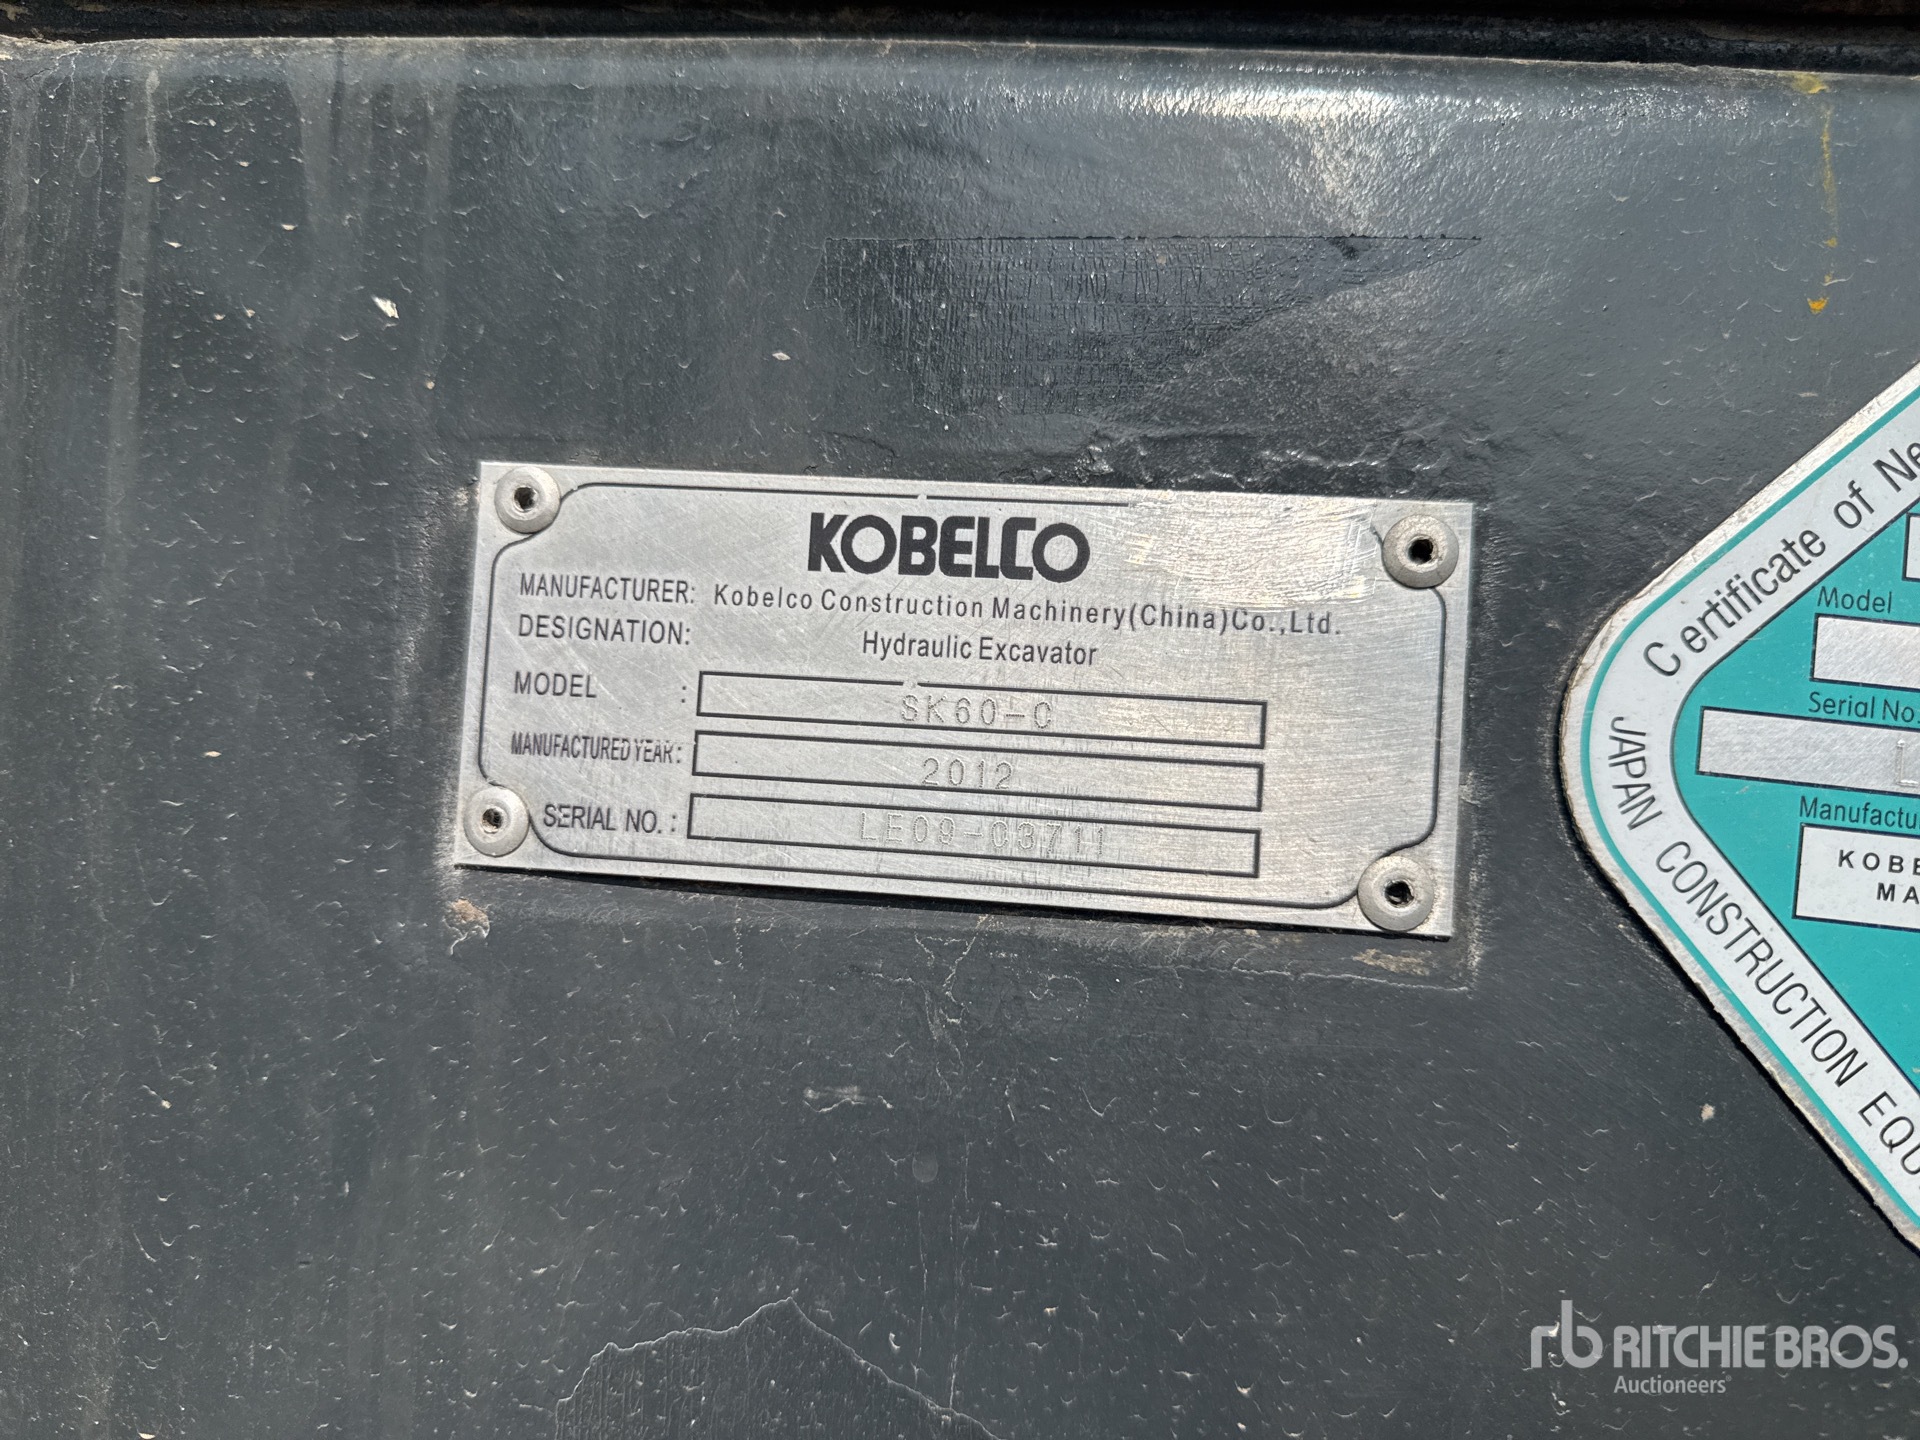 KOBELCO
MANUFACTURER: Kobelco Construction Machinery(China)Co.,Ltd.
DESIGNATION: Hydraulic Excavator
MODEL : SK60-C
MANUFACTURED YEAR: 2012
SERIAL NO. : LE09-03711
Certificate of Ne
Model
Serial No.
L
Manufactu
KOBE
MA
JAPAN CONSTRUCTION EQU
rb RITCHIE BROS.
Auctioneers